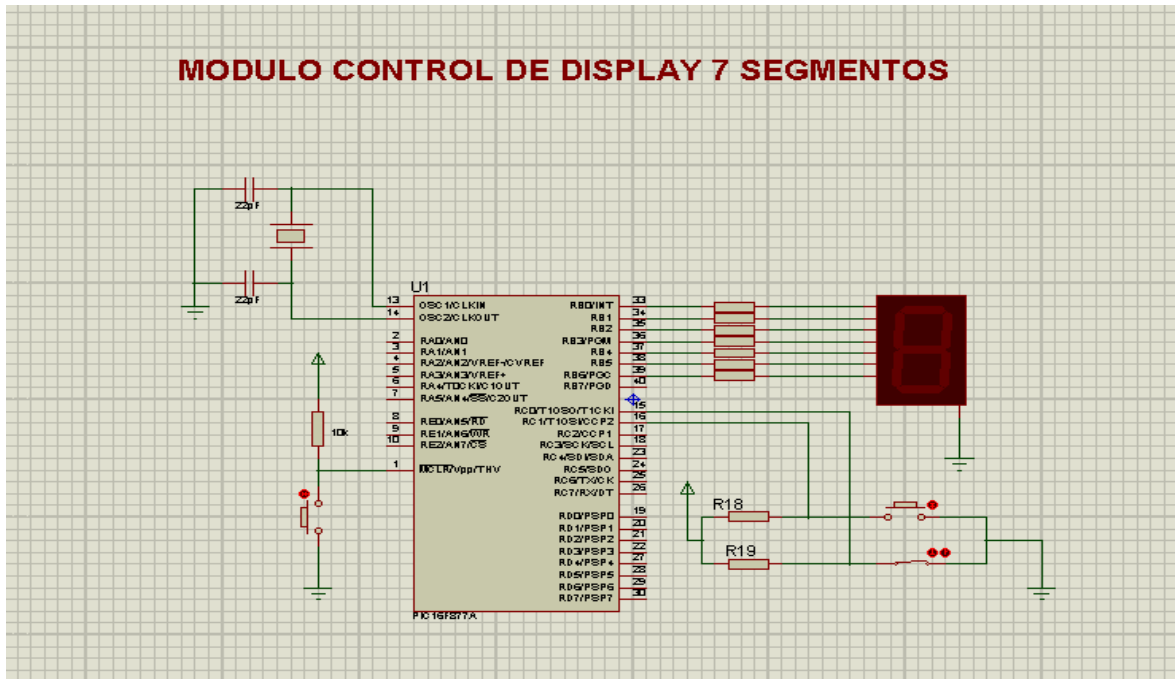 MODULO CONTROL DE DISPLAY 7 SEGMENTOS
22pF
22pF
U1
13 OSC1/CLKIN
14 OSC2/CLKOUT
2 RA0/AN0
3 RA1/AN1
4 RA2/AN2/VREF-/CVREF
5 RA3/AN3/VREF+
6 RA4/T0CKI/C1OUT
7 RA5/AN4/SS/C2OUT
8 RE0/AN5/RD
9 RE1/AN6/WR
10 RE2/AN7/CS
1 MCLR/Vpp/THV
RB0/INT 33
RB1 34
RB2 35
RB3/PGM 36
RB4 37
RB5 38
RB6/PGC 39
RB7/PGD 40
RC0/T1OSO/T1CKI 15
RC1/T1OSI/CCP2 16
RC2/CCP1 17
RC3/SCK/SCL 18
RC4/SDI/SDA 23
RC5/SDO 24
RC6/TX/CK 25
RC7/RX/DT 26
RD0/PSP0 19
RD1/PSP1 20
RD2/PSP2 21
RD3/PSP3 22
RD4/PSP4 27
RD5/PSP5 28
RD6/PSP6 29
RD7/PSP7 30
PIC16F877A
10k
R18
R19